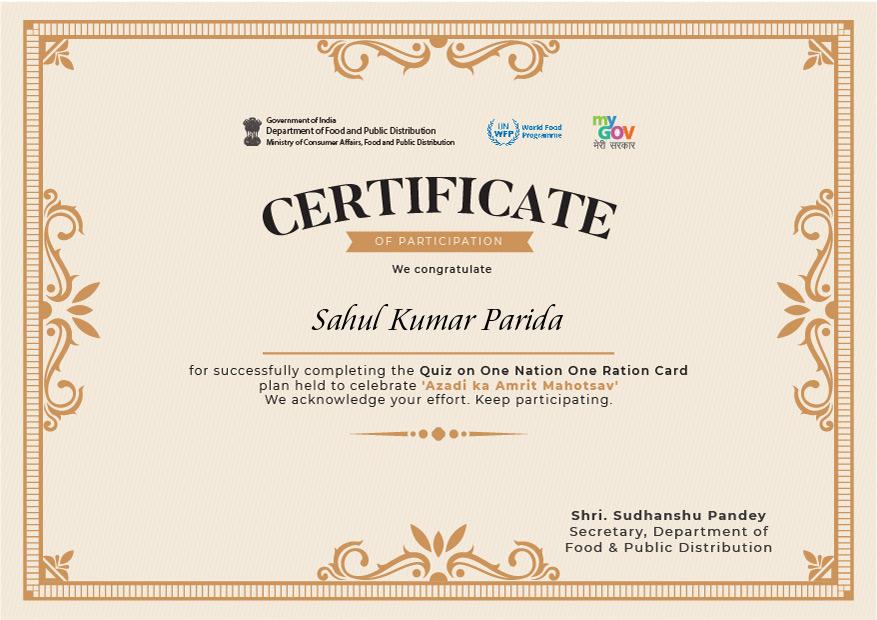 Government of India
Department of Food and Public Distribution
Ministry of Consumer Affairs, Food and Public Distribution
UN
WFP
World Food
Programme
my
GOV
मेरी सरकार
CERTIFICATE
OF PARTICIPATION
We congratulate
Sahul Kumar Parida
for successfully completing the Quiz on One Nation One Ration Card
plan held to celebrate 'Azadi ka Amrit Mahotsav'
We acknowledge your effort. Keep participating.
Shri. Sudhanshu Pandey
Secretary, Department of
Food & Public Distribution